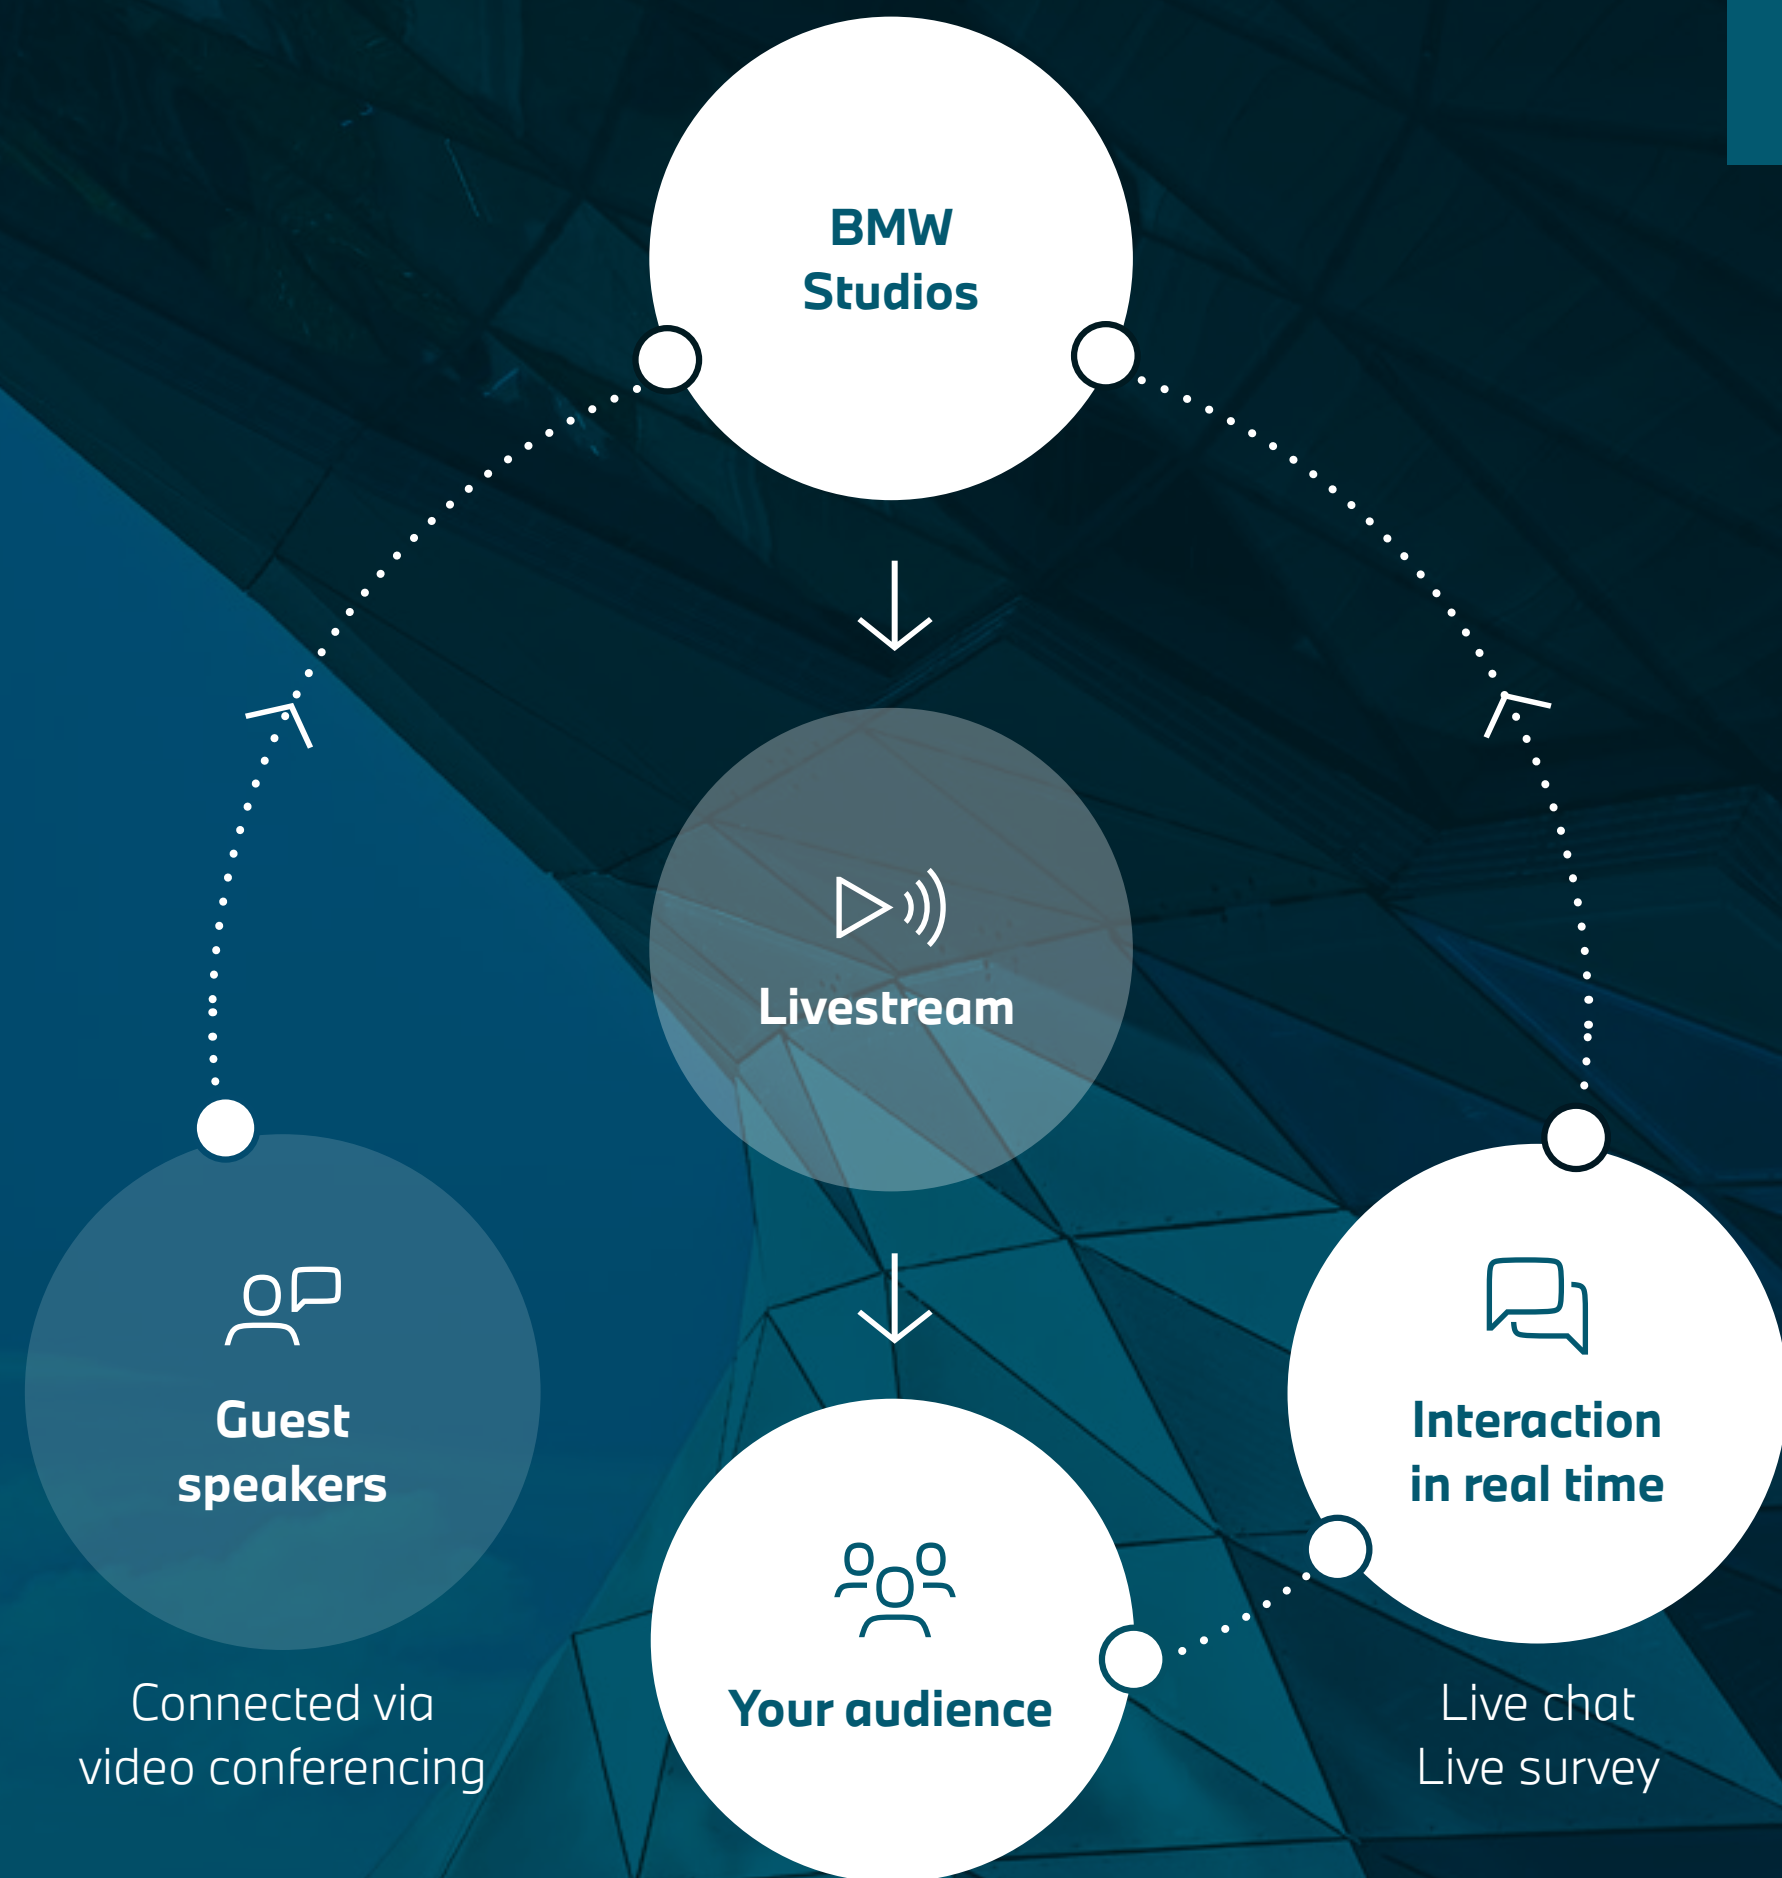 BMW
Studios
Livestream
Guest
speakers
Connected via
video conferencing
Your audience
Interaction
in real time
Live chat
Live survey